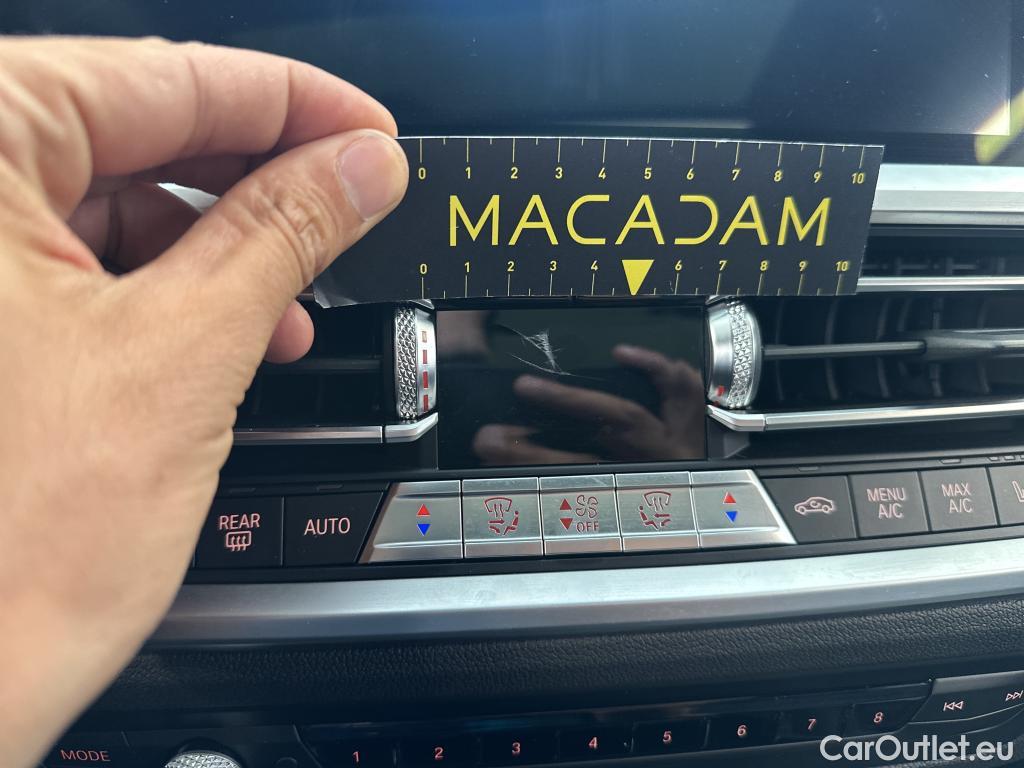 0 1 2 3 4 5 6 7 8 9 10
MACADAM
0 1 2 3 4 6 7 8 9 10
REAR
AUTO
OFF
MENU
A/C
MAX
A/C
MODE
1 2 3 4 5 6 7 8
CarOutlet.eu